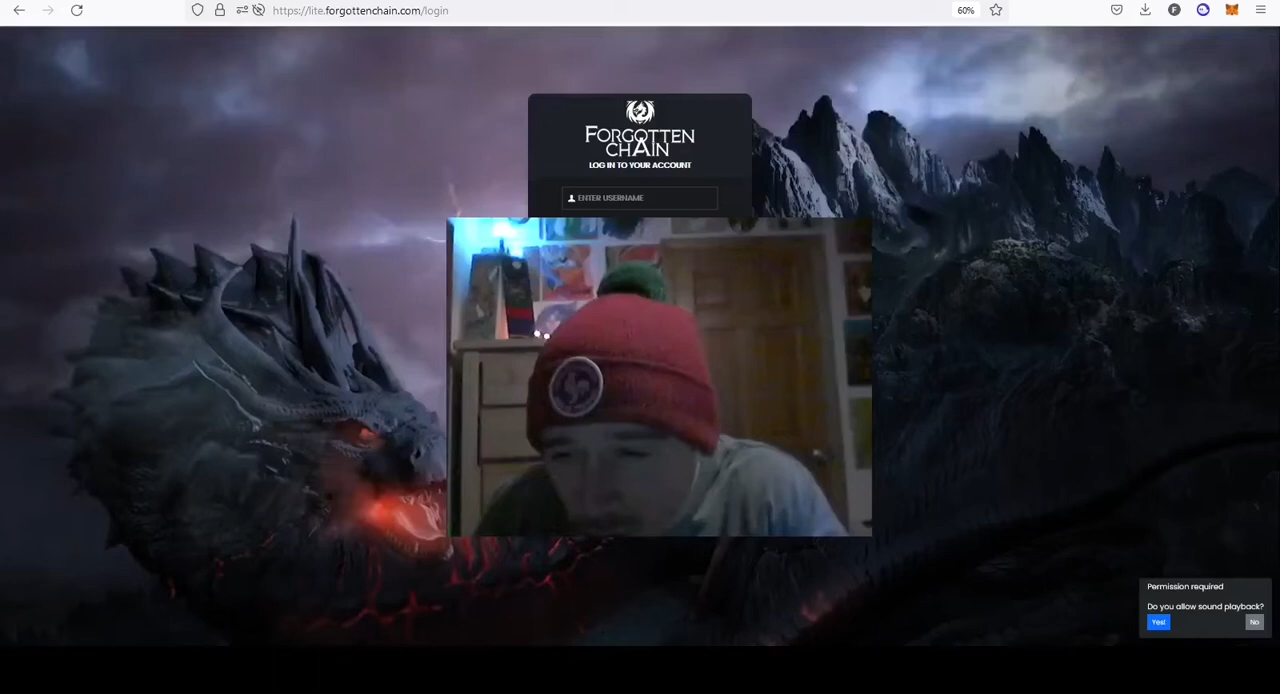 https://lite.forgottenchain.com/login
60%
FORGOTTEN
CHAIN
LOG IN TO YOUR ACCOUNT
ENTER USERNAME
Permission required
Do you allow sound playback?
Yes!
No